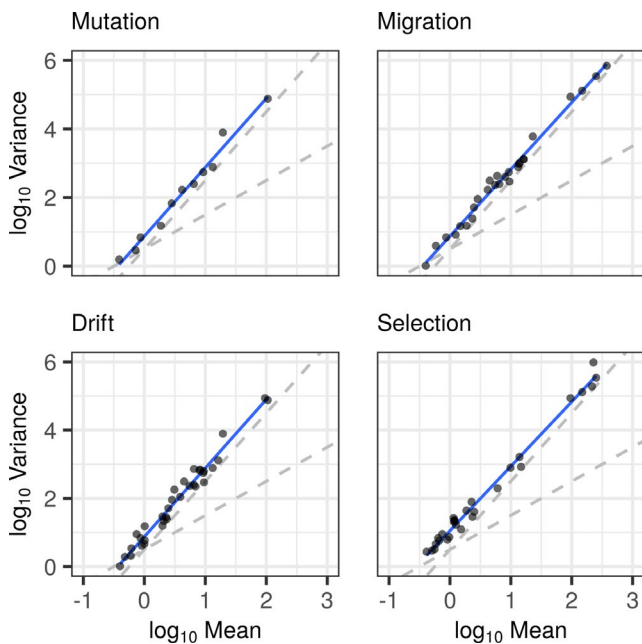 Mutation
Migration
6
4
2
0
log10 Variance
Drift
Selection
6
4
2
0
log10 Variance
-1 0 1 2 3
-1 0 1 2 3
log10 Mean
log10 Mean